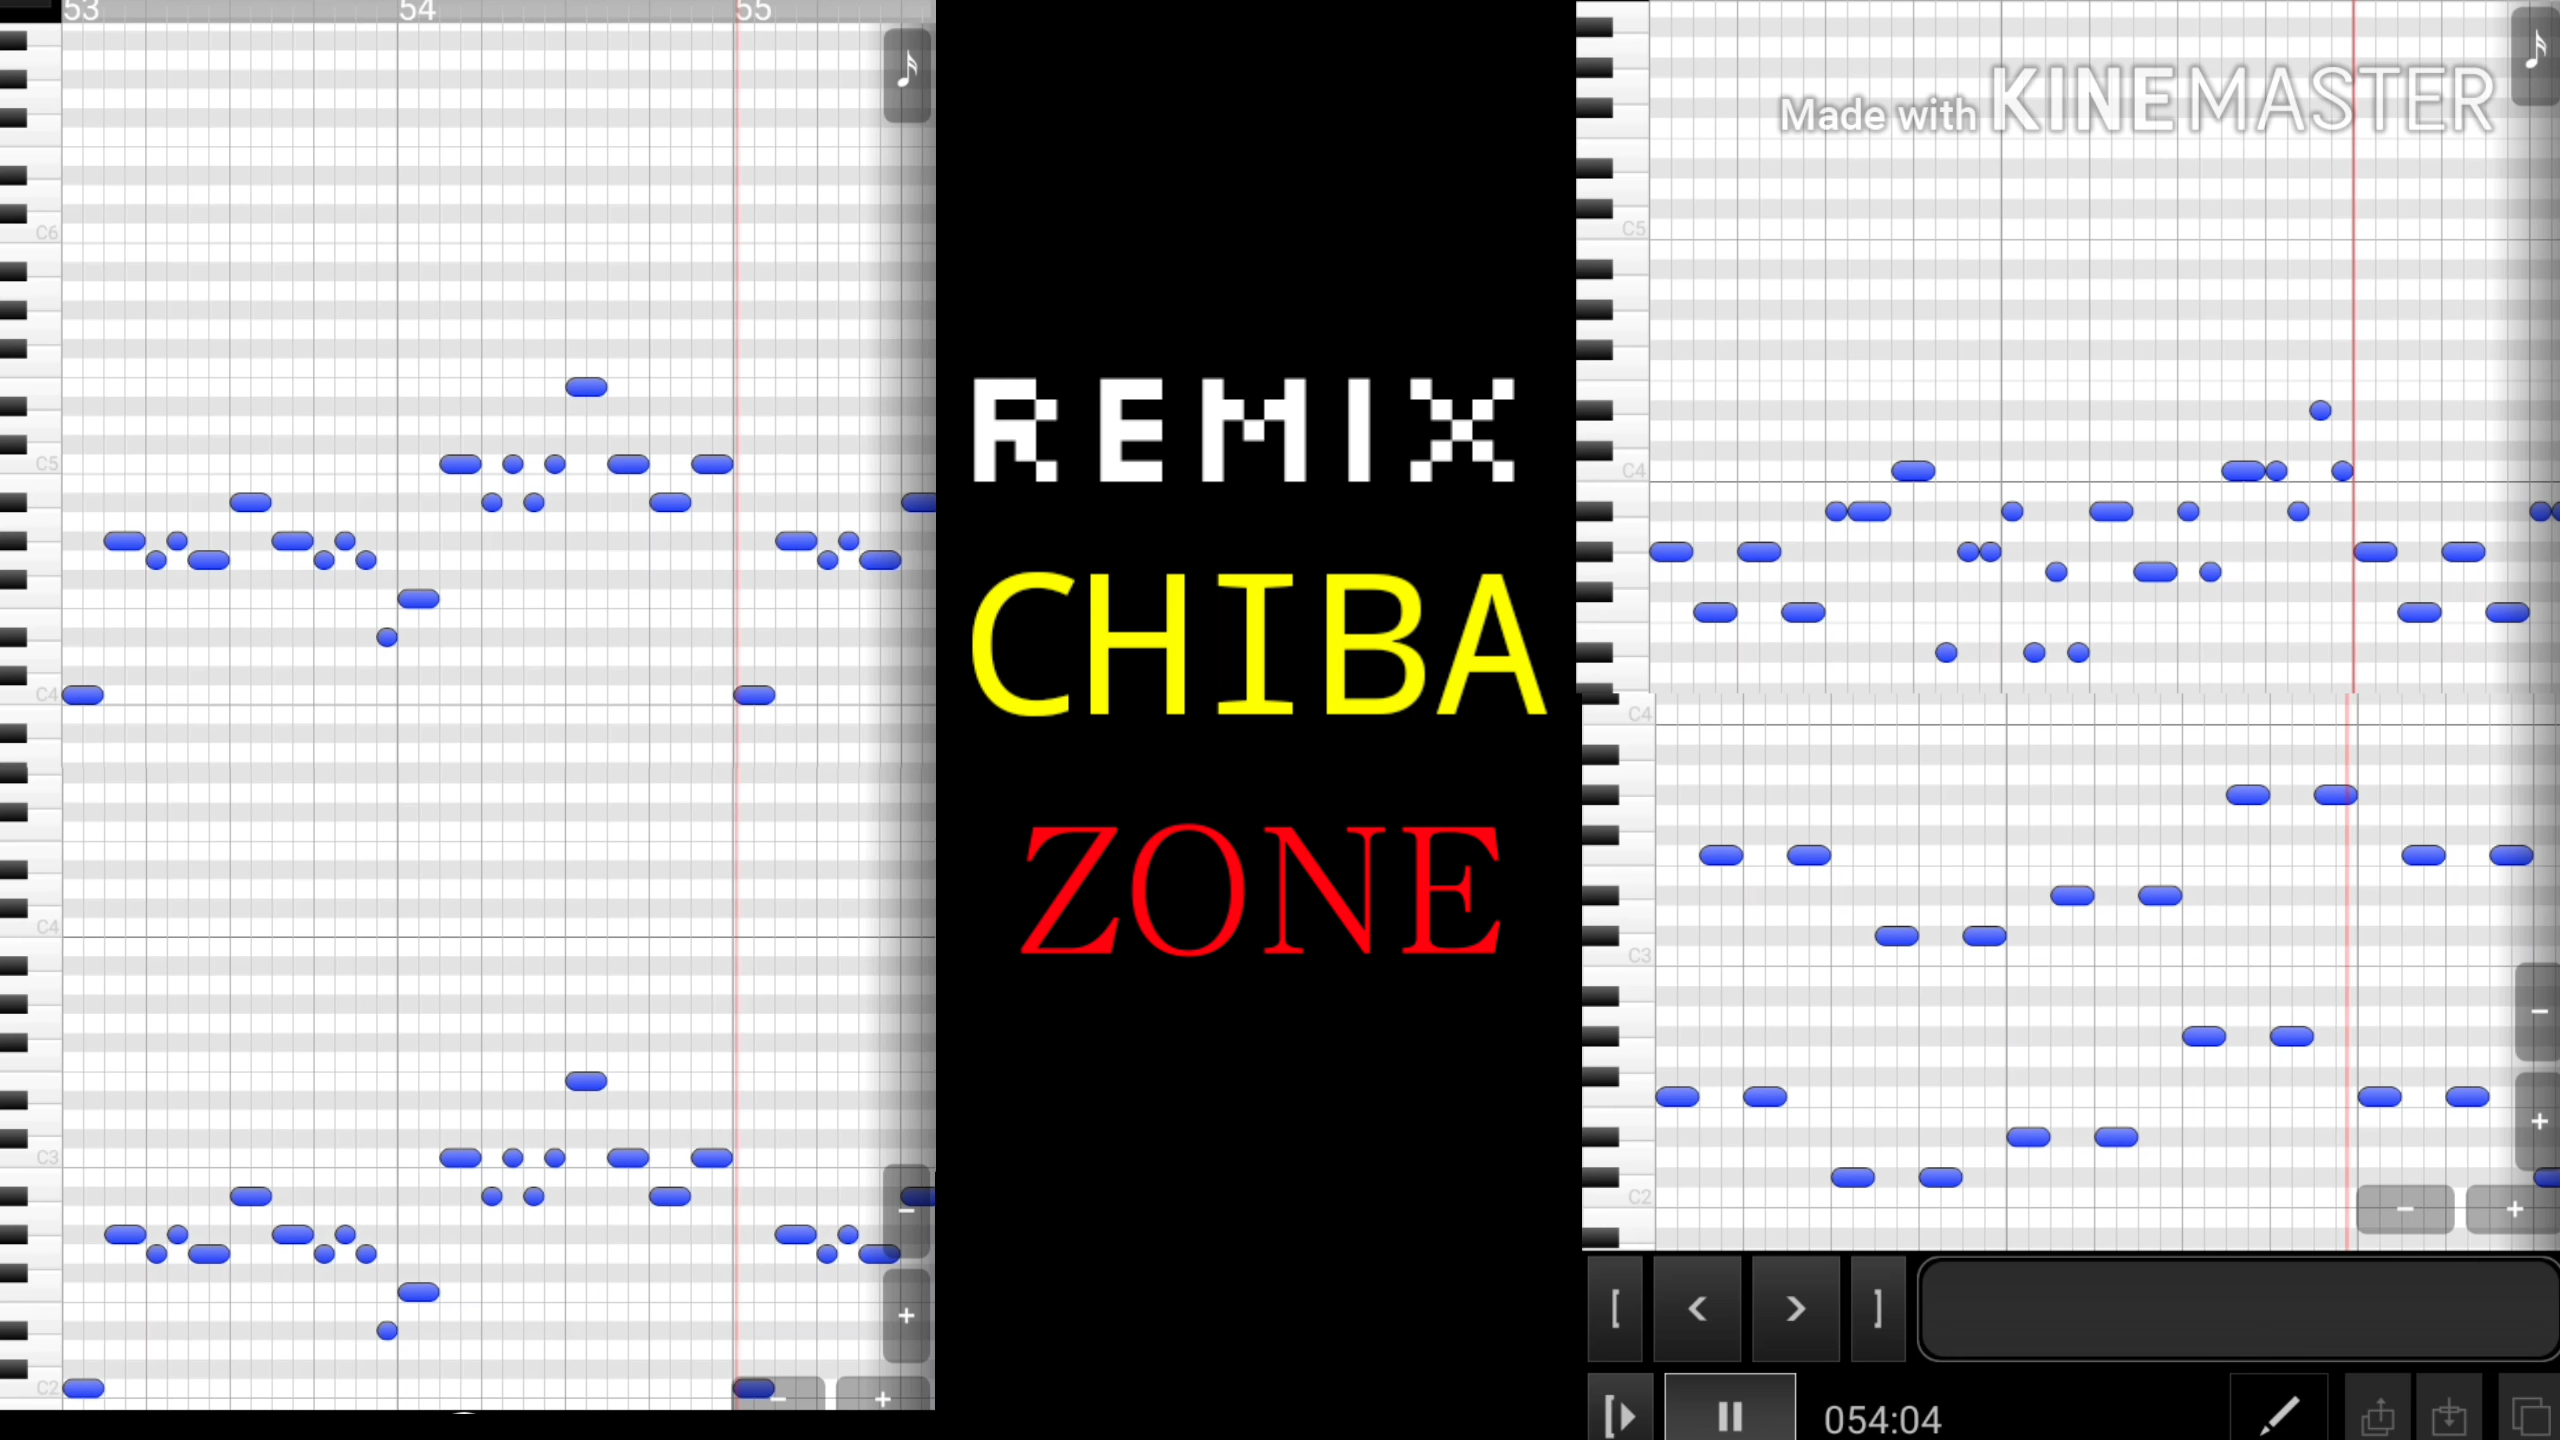 53 54 55
C6
C5
C4
C4
C3
C2
REMIX
CHIBA
ZONE
Made with KINEMASTER
C5
C4
C4
C3
C2
[ < > ]
054:04